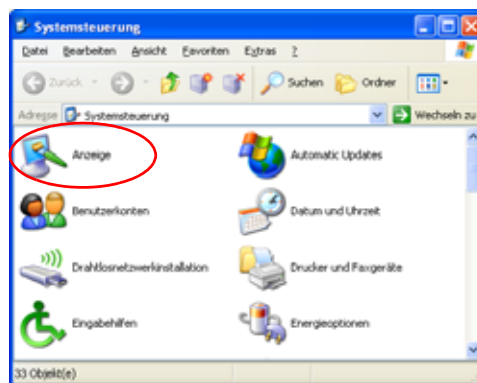 Systemsteuerung
Datei Bearbeiten Ansicht Favoriten Extras ?
Zurück Suchen Ordner
Adresse Systemsteuerung Wechseln zu
Anzeige Automatic Updates
Benutzerkonten Datum und Uhrzeit
Drahtlosnetzwerkinstallation Drucker und Faxgeräte
Eingabehilfen Energieoptionen
33 Objekt(e)